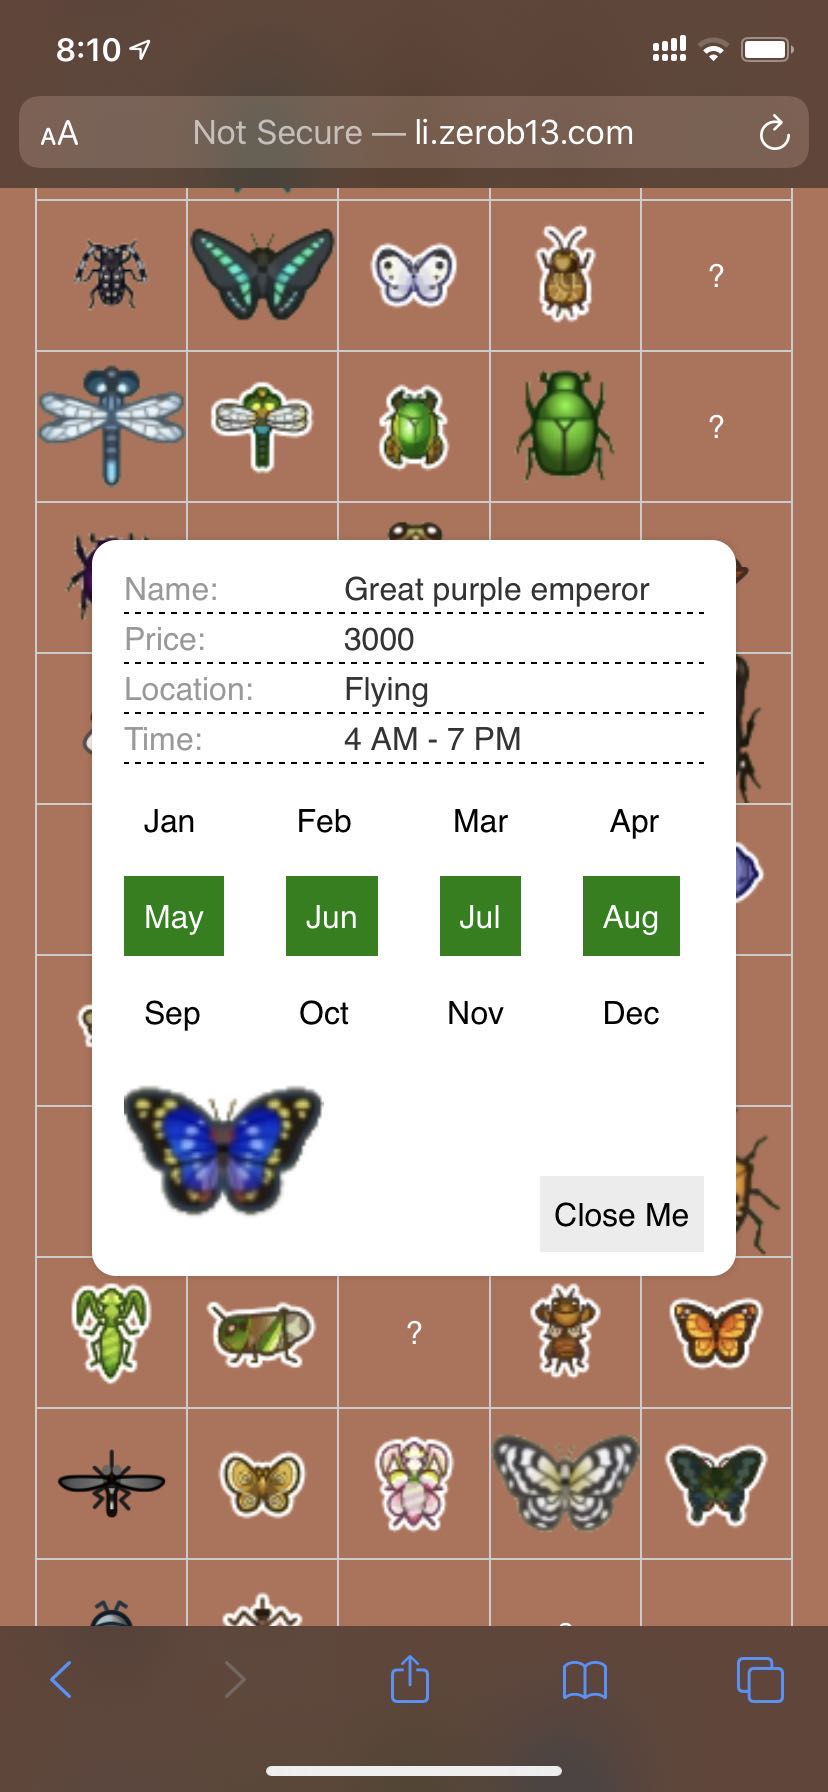 8:10
AA Not Secure — li.zerob13.com
?
?
Name: Great purple emperor
Price: 3000
Location: Flying
Time: 4 AM - 7 PM
Jan Feb Mar Apr
May Jun Jul Aug
Sep Oct Nov Dec
Close Me
?
?